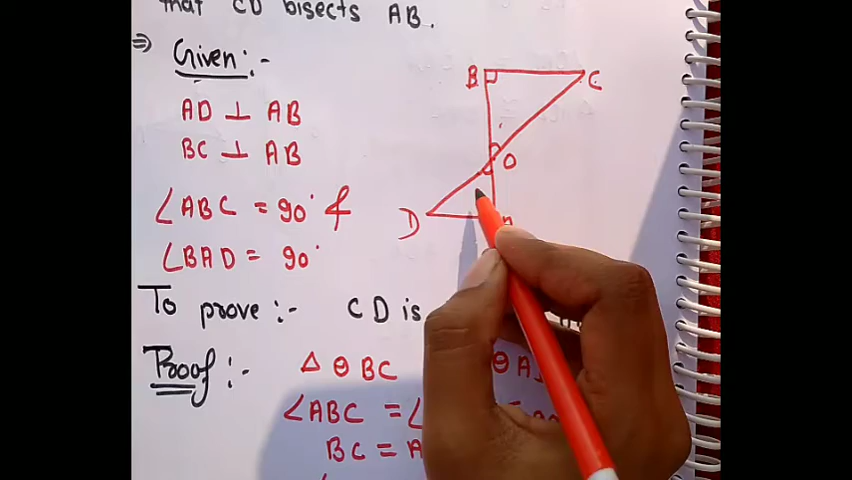 that CD bisects AB.
⇒ Given:-
AD ⊥ AB
BC ⊥ AB
∠ABC = 90° &
∠BAD = 90°
B C
O
D
To prove :- CD is
Proof :- Δ OBC
∠ABC =
BC =